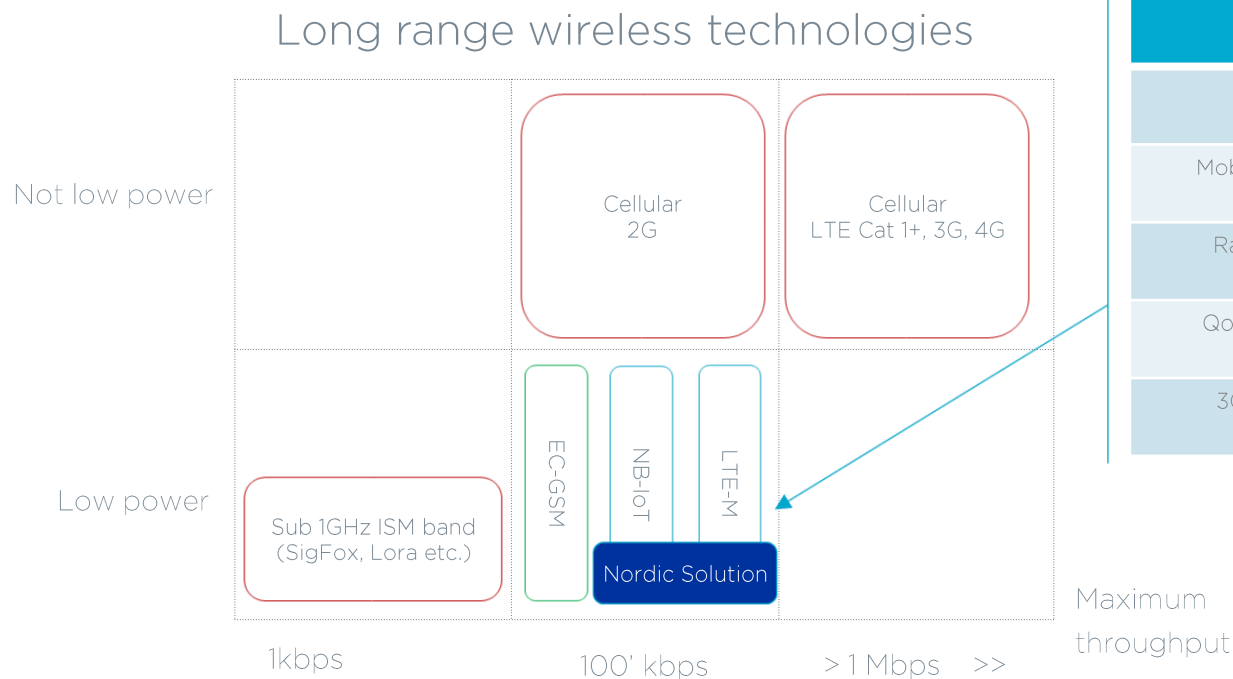 Long range wireless technologies
Not low power
Cellular
2G
Cellular
LTE Cat 1+, 3G, 4G
Low power
Sub 1GHz ISM band
(SigFox, Lora etc.)
EC-GSM
NB-IoT
LTE-M
Nordic Solution
1kbps
100' kbps
> 1 Mbps >>
Maximum
throughput